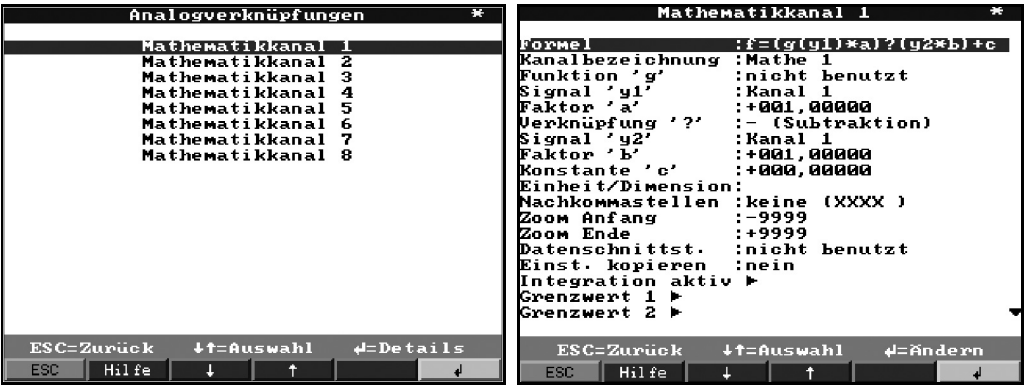 Analogverknüpfungen *
Mathematikkanal 1
Mathematikkanal 2
Mathematikkanal 3
Mathematikkanal 4
Mathematikkanal 5
Mathematikkanal 6
Mathematikkanal 7
Mathematikkanal 8
ESC=Zurück ↓↑=Auswahl ↵=Details
ESC Hilfe ↓ ↑ ↵
Mathematikkanal 1 *
Formel :f=(g(y1)*a)?(y2*b)+c
Kanalbezeichnung :Mathe 1
Funktion 'g' :nicht benutzt
Signal 'y1' :Kanal 1
Faktor 'a' :+001,00000
Verknüpfung '?' :- (Subtraktion)
Signal 'y2' :Kanal 1
Faktor 'b' :+001,00000
Konstante 'c' :+000,00000
Einheit/Dimension:
Nachkommastellen :keine (XXXX )
Zoom Anfang :-9999
Zoom Ende :+9999
Datenschnittst. :nicht benutzt
Einst. kopieren :nein
Integration aktiv ►
Grenzwert 1 ►
Grenzwert 2 ►
ESC=Zurück ↓↑=Auswahl ↵=Ändern
ESC Hilfe ↓ ↑ ↵